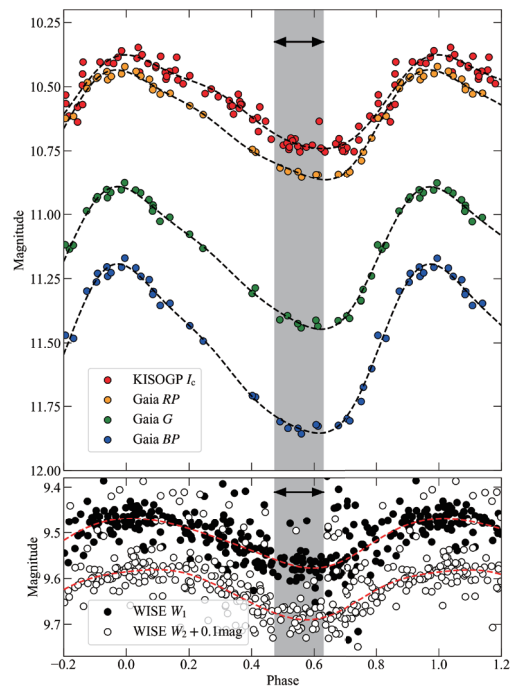 10.25
10.50
10.75
11.00
11.25
11.50
11.75
12.00
Magnitude
KISOGP Ic
Gaia RP
Gaia G
Gaia BP
9.4
9.5
9.6
9.7
Magnitude
WISE W1
WISE W2 + 0.1mag
−0.2 0.0 0.2 0.4 0.6 0.8 1.0 1.2
Phase